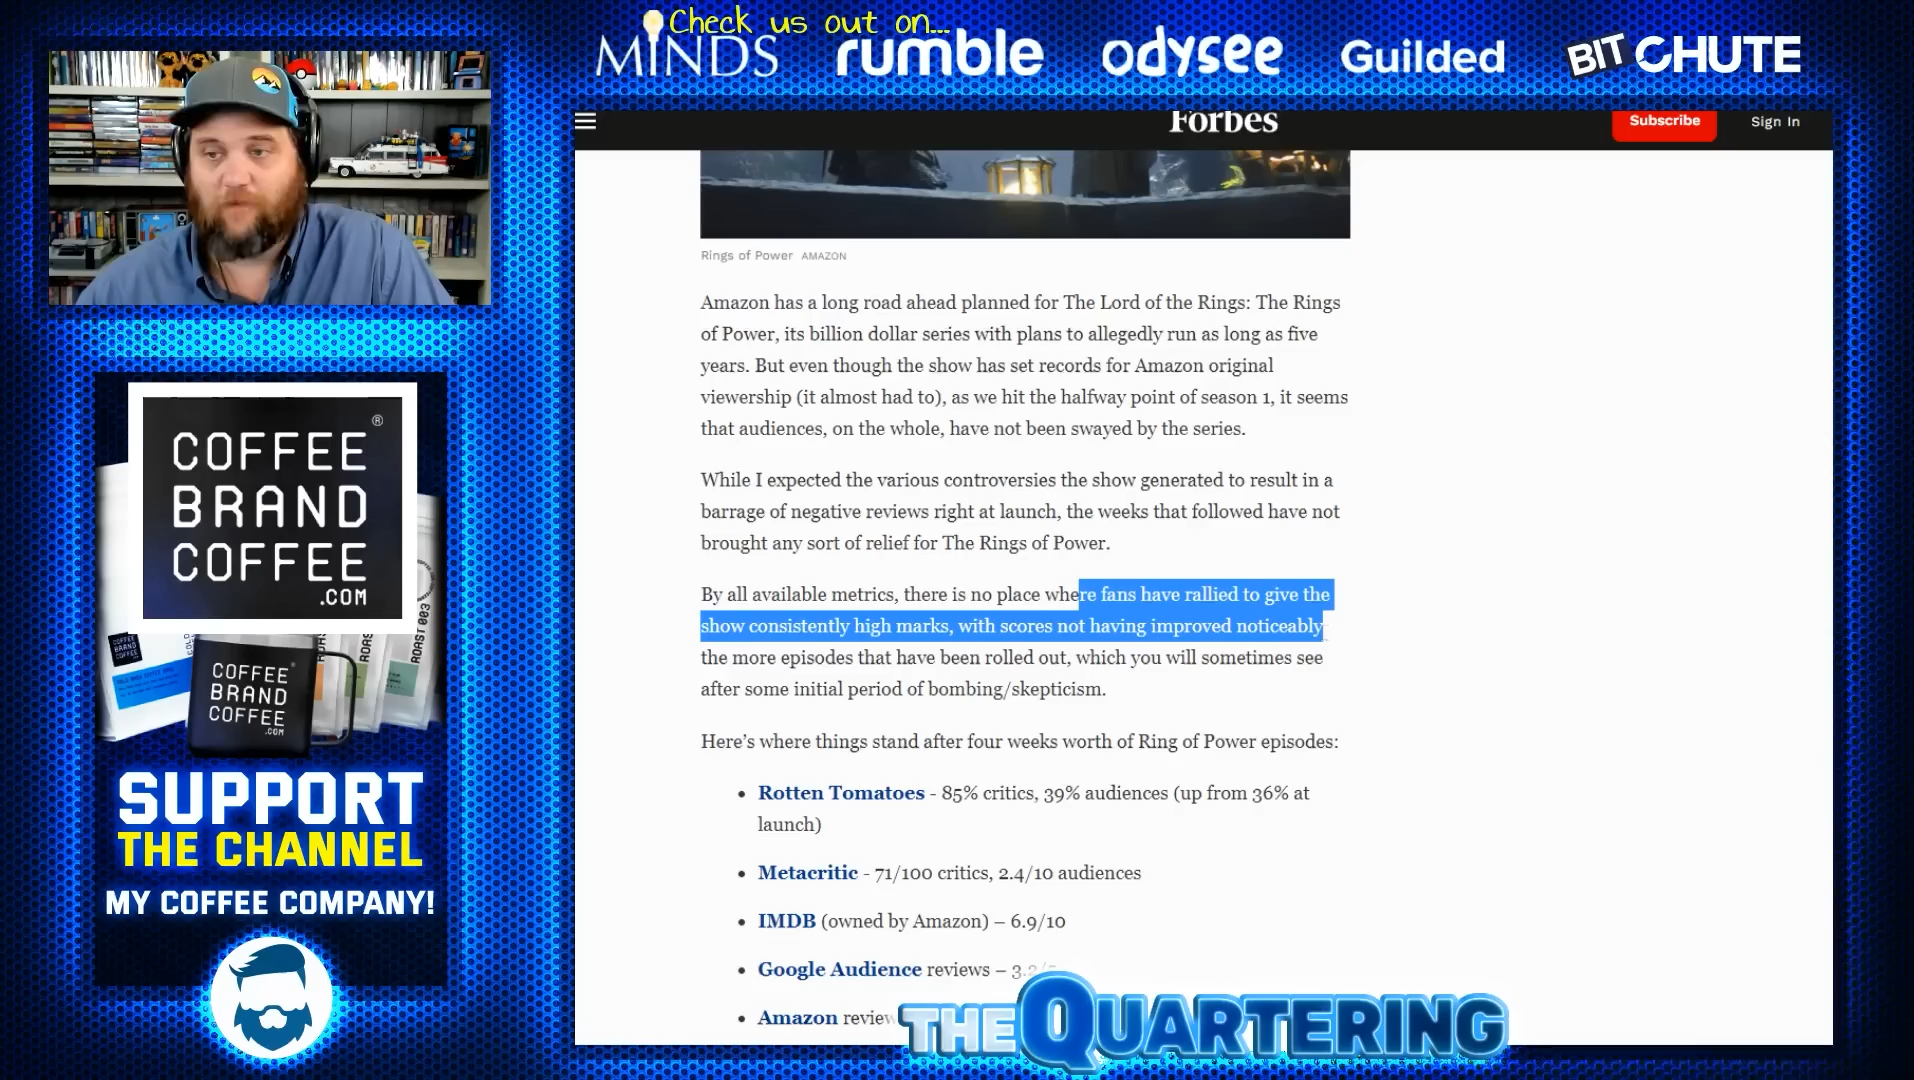 Check us out on...
MINDS rumble odysee Guilded BITCHUTE
Forbes
Subscribe Sign In
Rings of Power AMAZON
Amazon has a long road ahead planned for The Lord of the Rings: The Rings
of Power, its billion dollar series with plans to allegedly run as long as five
years. But even though the show has set records for Amazon original
viewership (it almost had to), as we hit the halfway point of season 1, it seems
that audiences, on the whole, have not been swayed by the series.
While I expected the various controversies the show generated to result in a
barrage of negative reviews right at launch, the weeks that followed have not
brought any sort of relief for The Rings of Power.
By all available metrics, there is no place where fans have rallied to give the
show consistently high marks, with scores not having improved noticeably
the more episodes that have been rolled out, which you will sometimes see
after some initial period of bombing/skepticism.
Here’s where things stand after four weeks worth of Ring of Power episodes:
• Rotten Tomatoes - 85% critics, 39% audiences (up from 36% at
launch)
• Metacritic - 71/100 critics, 2.4/10 audiences
• IMDB (owned by Amazon) – 6.9/10
• Google Audience reviews –
• Amazon
THE QUARTERING
COFFEE ®
BRAND
COFFEE
.COM
ROAST 003
COFFEE ®
BRAND
COFFEE
.COM
SUPPORT
THE CHANNEL
MY COFFEE COMPANY!